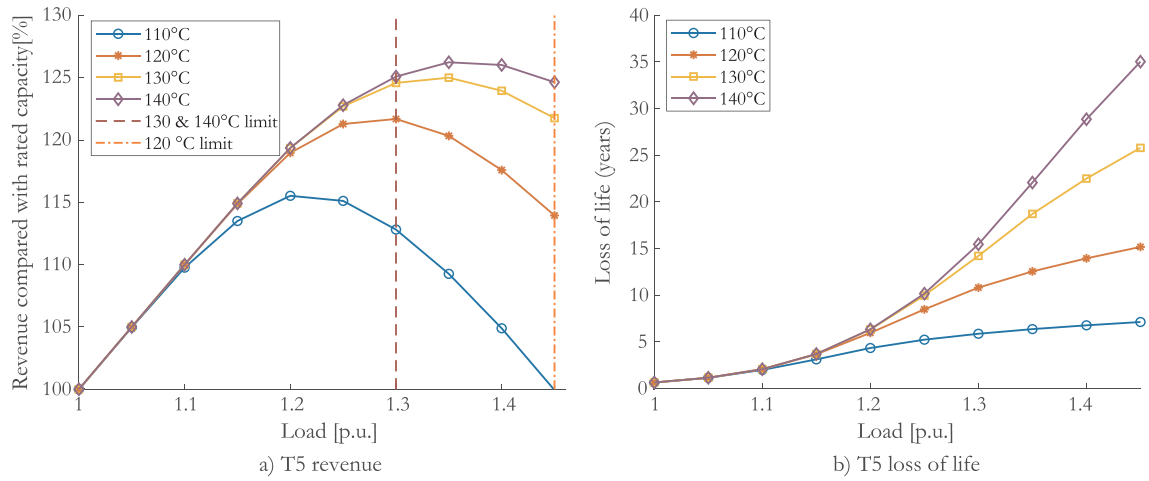 130
125
120
115
110
105
100
Revenue compared with rated capacity[%]
110°C
120°C
130°C
140°C
130 & 140°C limit
120 °C limit
1
1.1
1.2
1.3
1.4
Load [p.u.]
a) T5 revenue
40
35
30
25
20
15
10
5
0
Loss of life (years)
110°C
120°C
130°C
140°C
1
1.1
1.2
1.3
1.4
Load [p.u.]
b) T5 loss of life